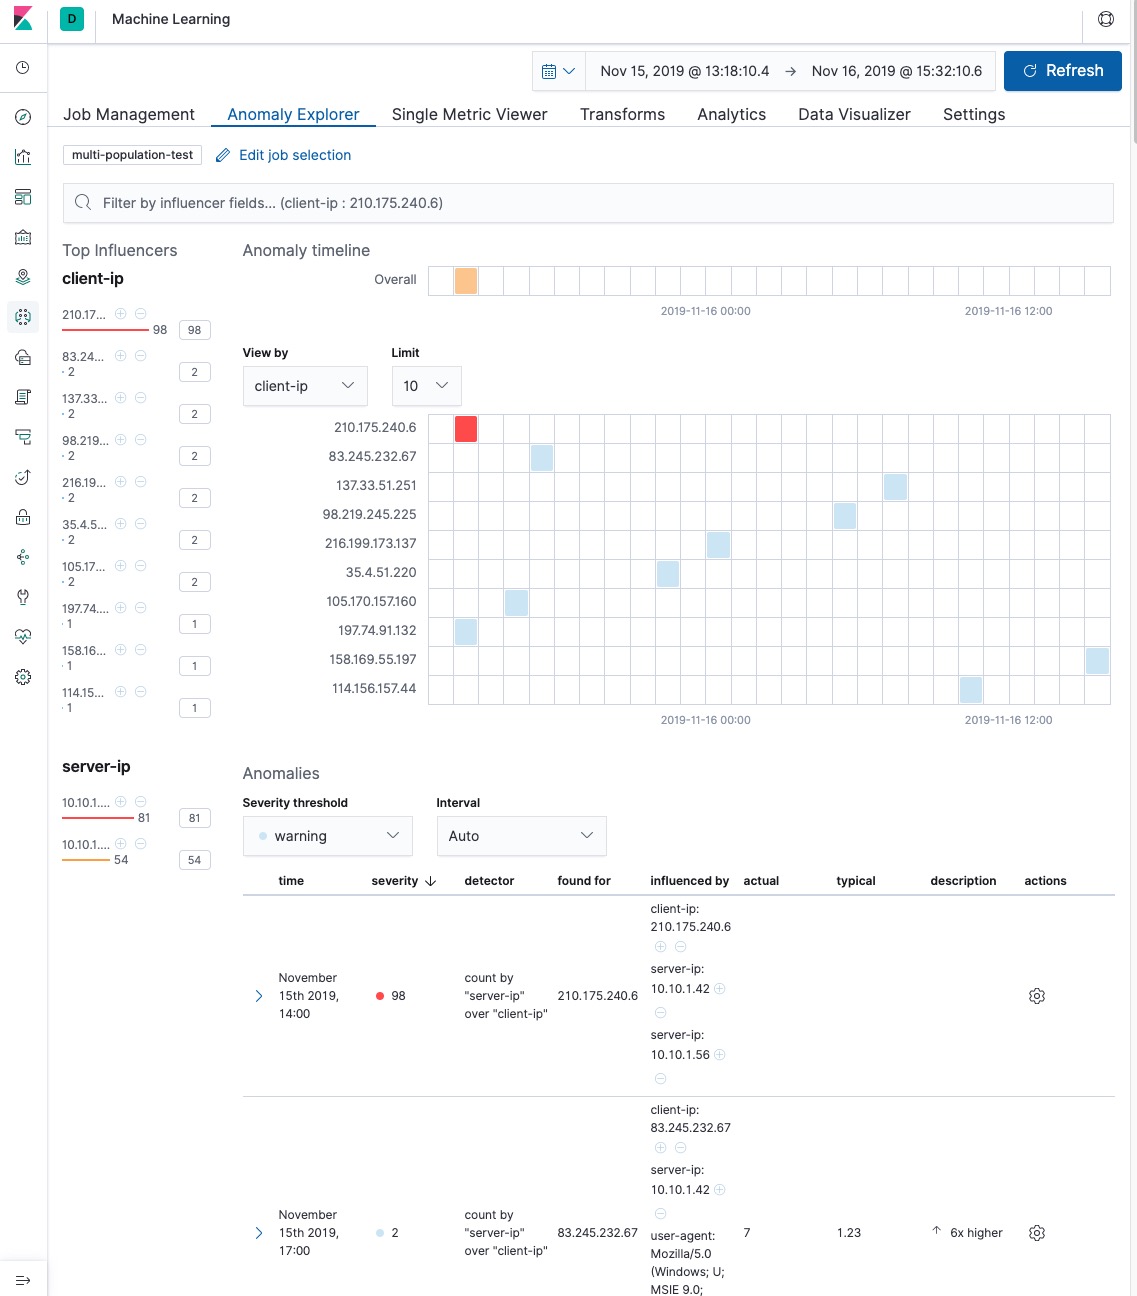 D Machine Learning
Nov 15, 2019 @ 13:18:10.4 → Nov 16, 2019 @ 15:32:10.6 Refresh
Job Management Anomaly Explorer Single Metric Viewer Transforms Analytics Data Visualizer Settings
multi-population-test Edit job selection
Filter by influencer fields... (client-ip : 210.175.240.6)
Top Influencers
client-ip
210.17...
98 98
83.24...
2 2
137.33...
2 2
98.219...
2 2
216.19...
2 2
35.4.5...
2 2
105.17...
2 2
197.74....
1 1
158.16...
1 1
114.15...
1 1
server-ip
10.10.1....
81 81
10.10.1....
54 54
Anomaly timeline
Overall
2019-11-16 00:00 2019-11-16 12:00
View by Limit
client-ip 10
210.175.240.6
83.245.232.67
137.33.51.251
98.219.245.225
216.199.173.137
35.4.51.220
105.170.157.160
197.74.91.132
158.169.55.197
114.156.157.44
2019-11-16 00:00 2019-11-16 12:00
Anomalies
Severity threshold Interval
warning Auto
time severity detector found for influenced by actual typical description actions
November
15th 2019,
14:00
98
count by
"server-ip"
over "client-ip"
210.175.240.6
client-ip:
210.175.240.6
server-ip:
10.10.1.42
server-ip:
10.10.1.56
November
15th 2019,
17:00
2
count by
"server-ip"
over "client-ip"
83.245.232.67
client-ip:
83.245.232.67
server-ip:
10.10.1.42
user-agent:
Mozilla/5.0
(Windows; U;
MSIE 9.0;
7
1.23
↑ 6x higher